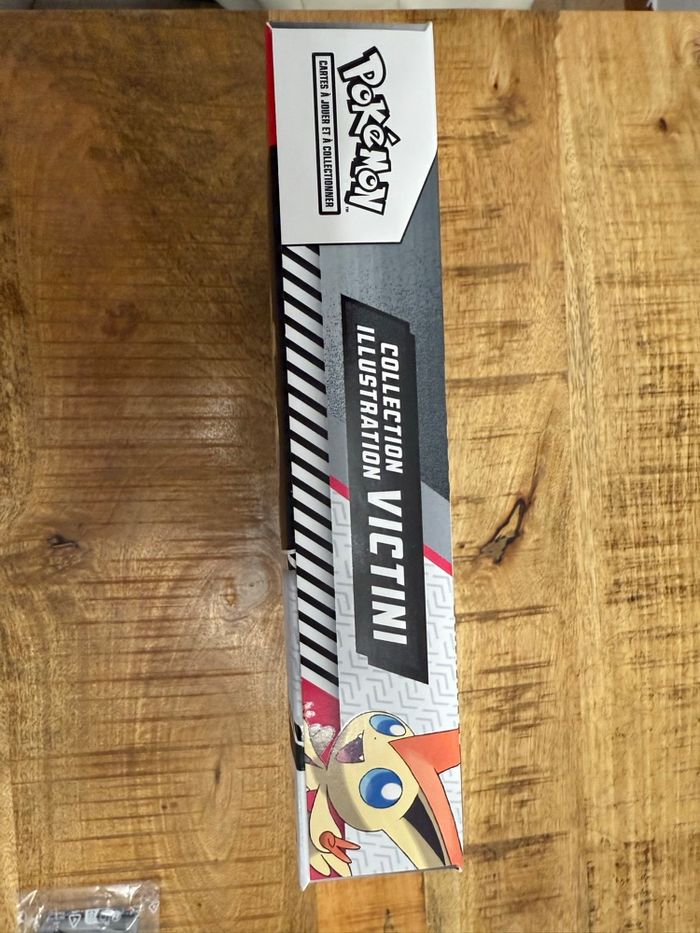 POKéMON
CARTES À JOUER ET À COLLECTIONNER
COLLECTION
ILLUSTRATION
VICTINI